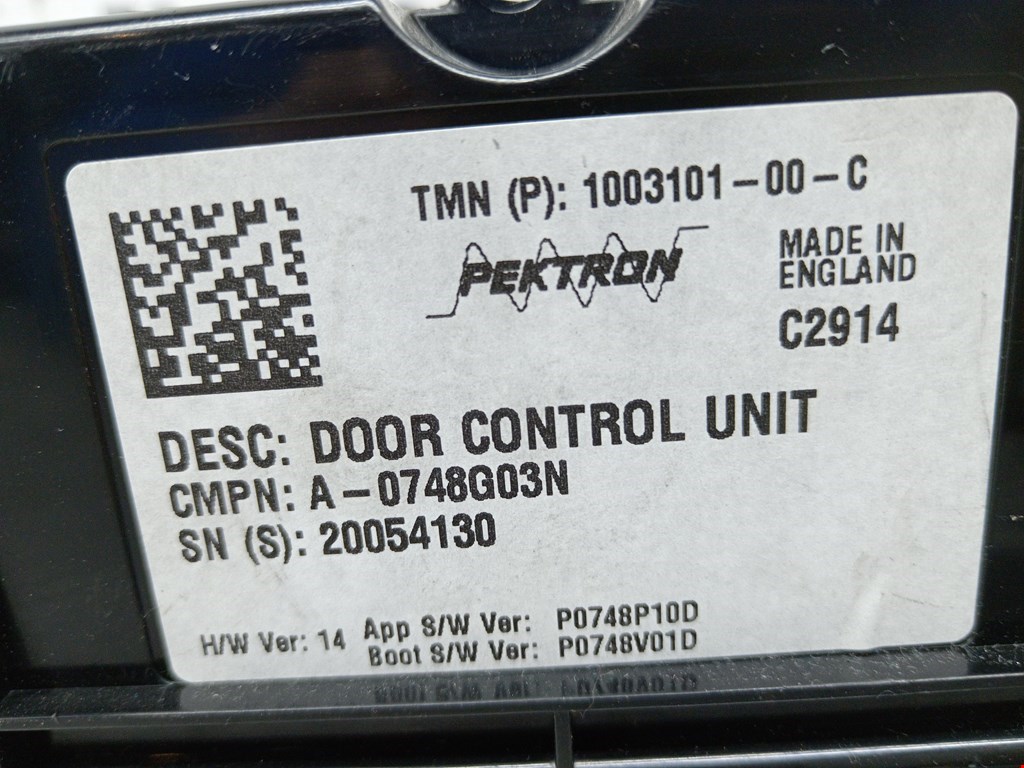 TMN (P): 1003101-00-C
PEKTRON
MADE IN
ENGLAND
C2914
DESC: DOOR CONTROL UNIT
CMPN: A-0748G03N
SN (S): 20054130
H/W Ver: 14
App S/W Ver: P0748P10D
Boot S/W Ver: P0748V01D